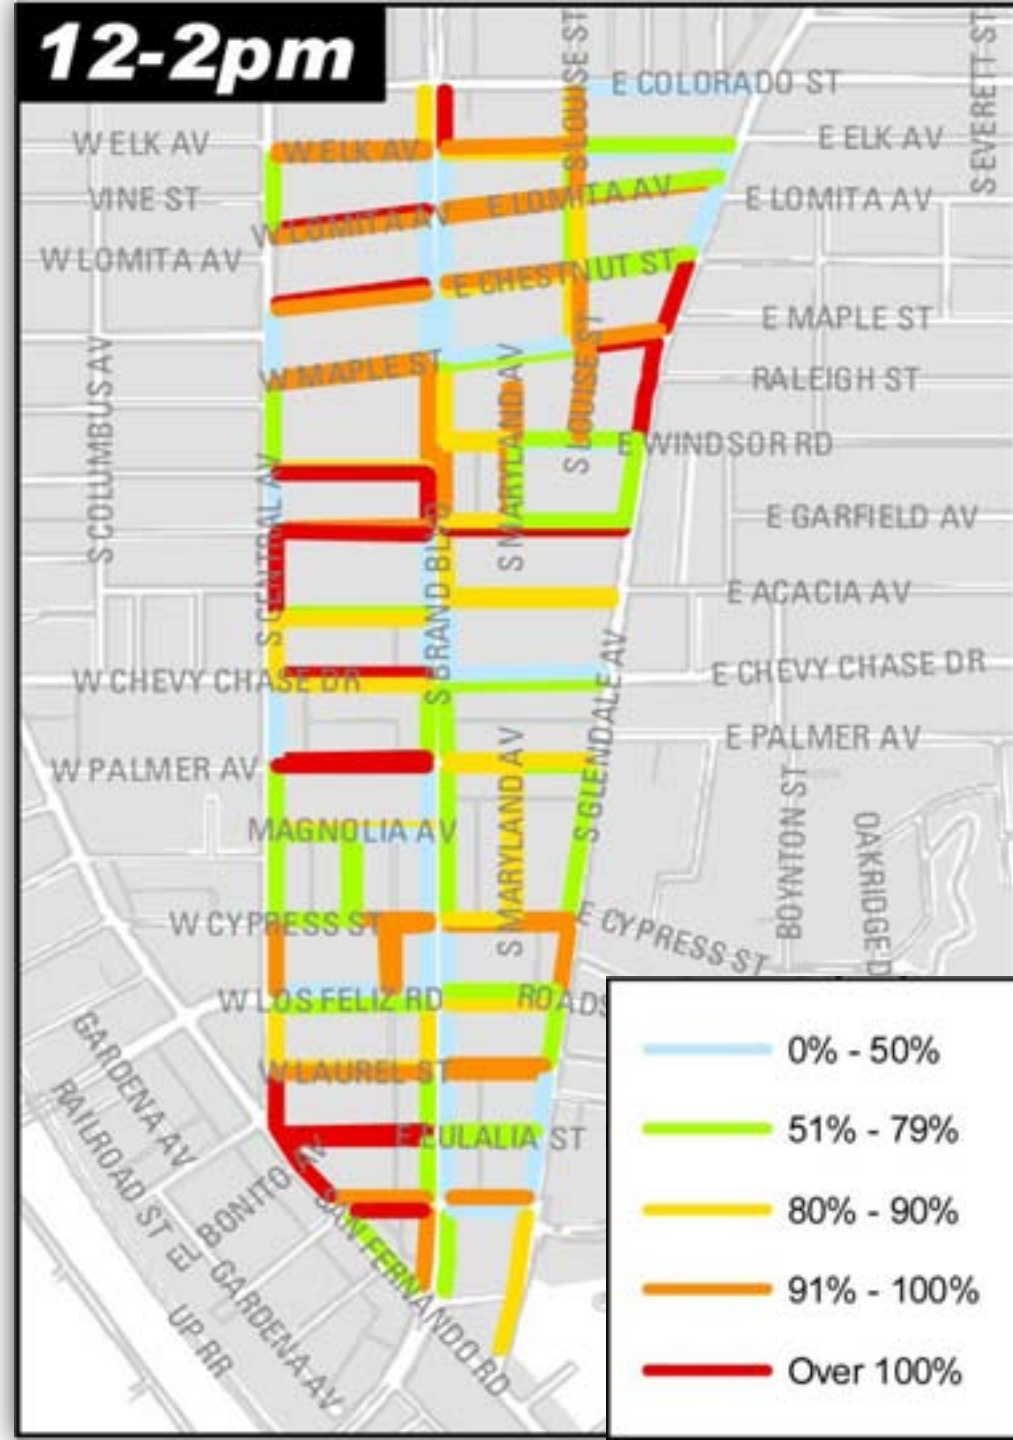 12-2pm
S LOUISE ST
S EVERETT ST
E COLORADO ST
W ELK AV
W ELK AV
E ELK AV
VINE ST
W LOMITA AV
E LOMITA AV
E LOMITA AV
W LOMITA AV
E CHESTNUT ST
E MAPLE ST
W MAPLE ST
RALEIGH ST
S COLUMBUS AV
S MARYLAND AV
S LOUISE ST
E WINDSOR RD
S CENTRAL AV
S BRAND BLVD
E GARFIELD AV
E ACACIA AV
W CHEVY CHASE DR
E CHEVY CHASE DR
S GLENDALE AV
E PALMER AV
W PALMER AV
S MARYLAND AV
BOYNTON ST
OAKRIDGE D
MAGNOLIA AV
W CYPRESS ST
E CYPRESS ST
W LOS FELIZ RD
ROADS
GARDENA AV
W LAUREL ST
RAILROAD ST
E EULALIA ST
EL BONITO AV
SAN FERNANDO RD
GARDENA AV
UP RR
0% - 50%
51% - 79%
80% - 90%
91% - 100%
Over 100%